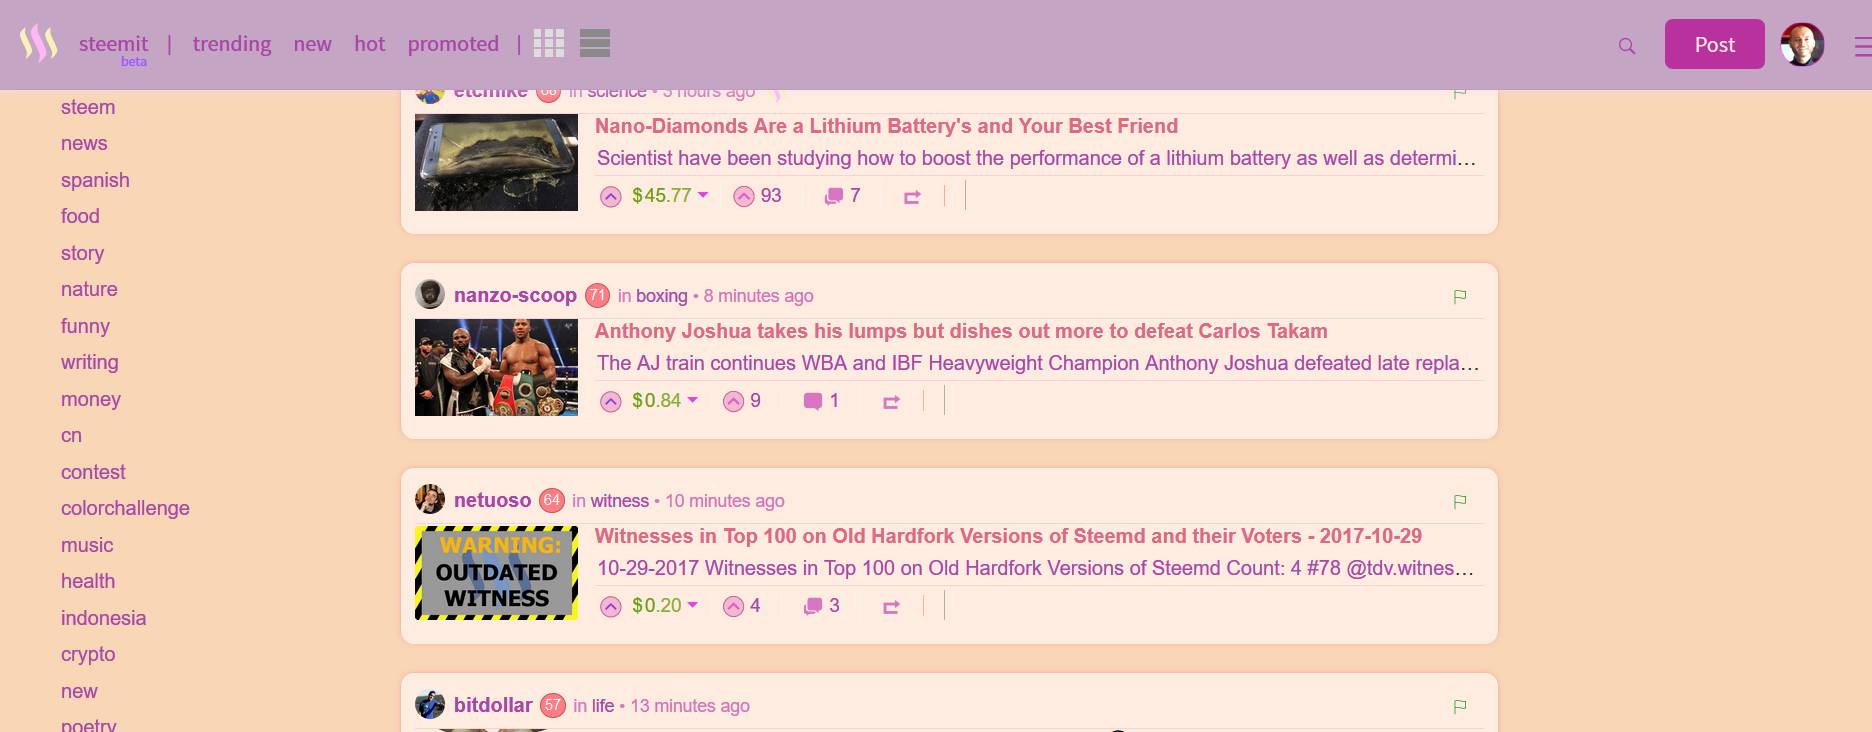 steemit | trending new hot promoted |
beta
Post
steem
news
spanish
food
story
nature
funny
writing
money
cn
contest
colorchallenge
music
health
indonesia
crypto
new
poetry
etcmike 68 in science • 3 hours ago
Nano-Diamonds Are a Lithium Battery's and Your Best Friend
Scientist have been studying how to boost the performance of a lithium battery as well as determi...
$45.77 93 7
nanzo-scoop 71 in boxing • 8 minutes ago
Anthony Joshua takes his lumps but dishes out more to defeat Carlos Takam
The AJ train continues WBA and IBF Heavyweight Champion Anthony Joshua defeated late repla...
$0.84 9 1
netuoso 64 in witness • 10 minutes ago
WARNING:
OUTDATED
WITNESS
Witnesses in Top 100 on Old Hardfork Versions of Steemd and their Voters - 2017-10-29
10-29-2017 Witnesses in Top 100 on Old Hardfork Versions of Steemd Count: 4 #78 @tdv.witnes...
$0.20 4 3
bitdollar 57 in life • 13 minutes ago